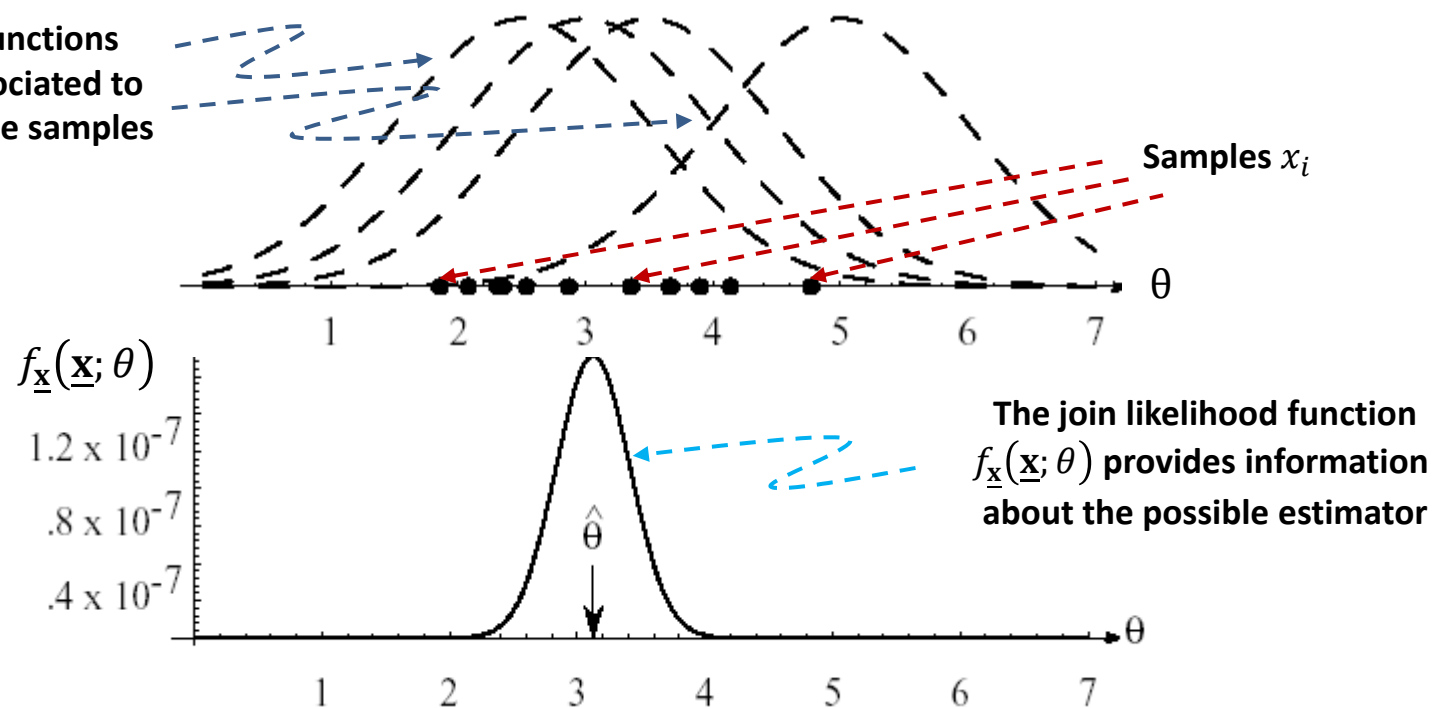 unctions
ociated to
e samples
Samples xᵢ
θ
1 2 3 4 5 6 7
f_x(x; θ)
1.2 x 10⁻⁷
.8 x 10⁻⁷
.4 x 10⁻⁷
θ̂
The join likelihood function
f_x(x; θ) provides information
about the possible estimator
θ
1 2 3 4 5 6 7